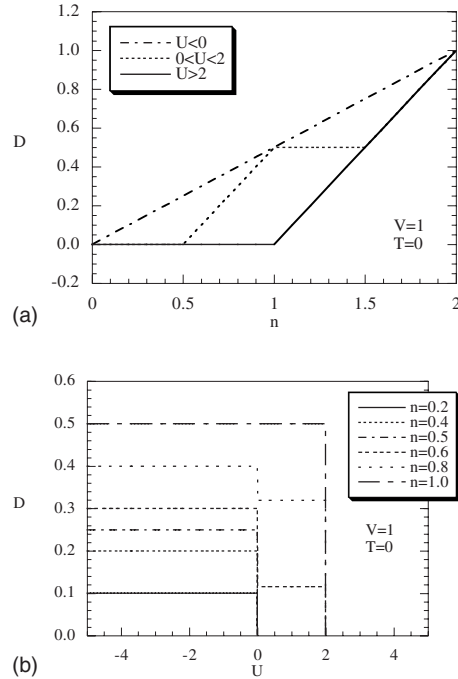 1.2
1.0
0.8
0.6
0.4
0.2
0.0
-0.2
D
U<0
0<U<2
U>2
V=1
T=0
0 0.5 1 1.5 2
n
(a)
0.6
0.5
0.4
0.3
0.2
0.1
0.0
D
n=0.2
n=0.4
n=0.5
n=0.6
n=0.8
n=1.0
V=1
T=0
-4 -2 0 2 4
U
(b)